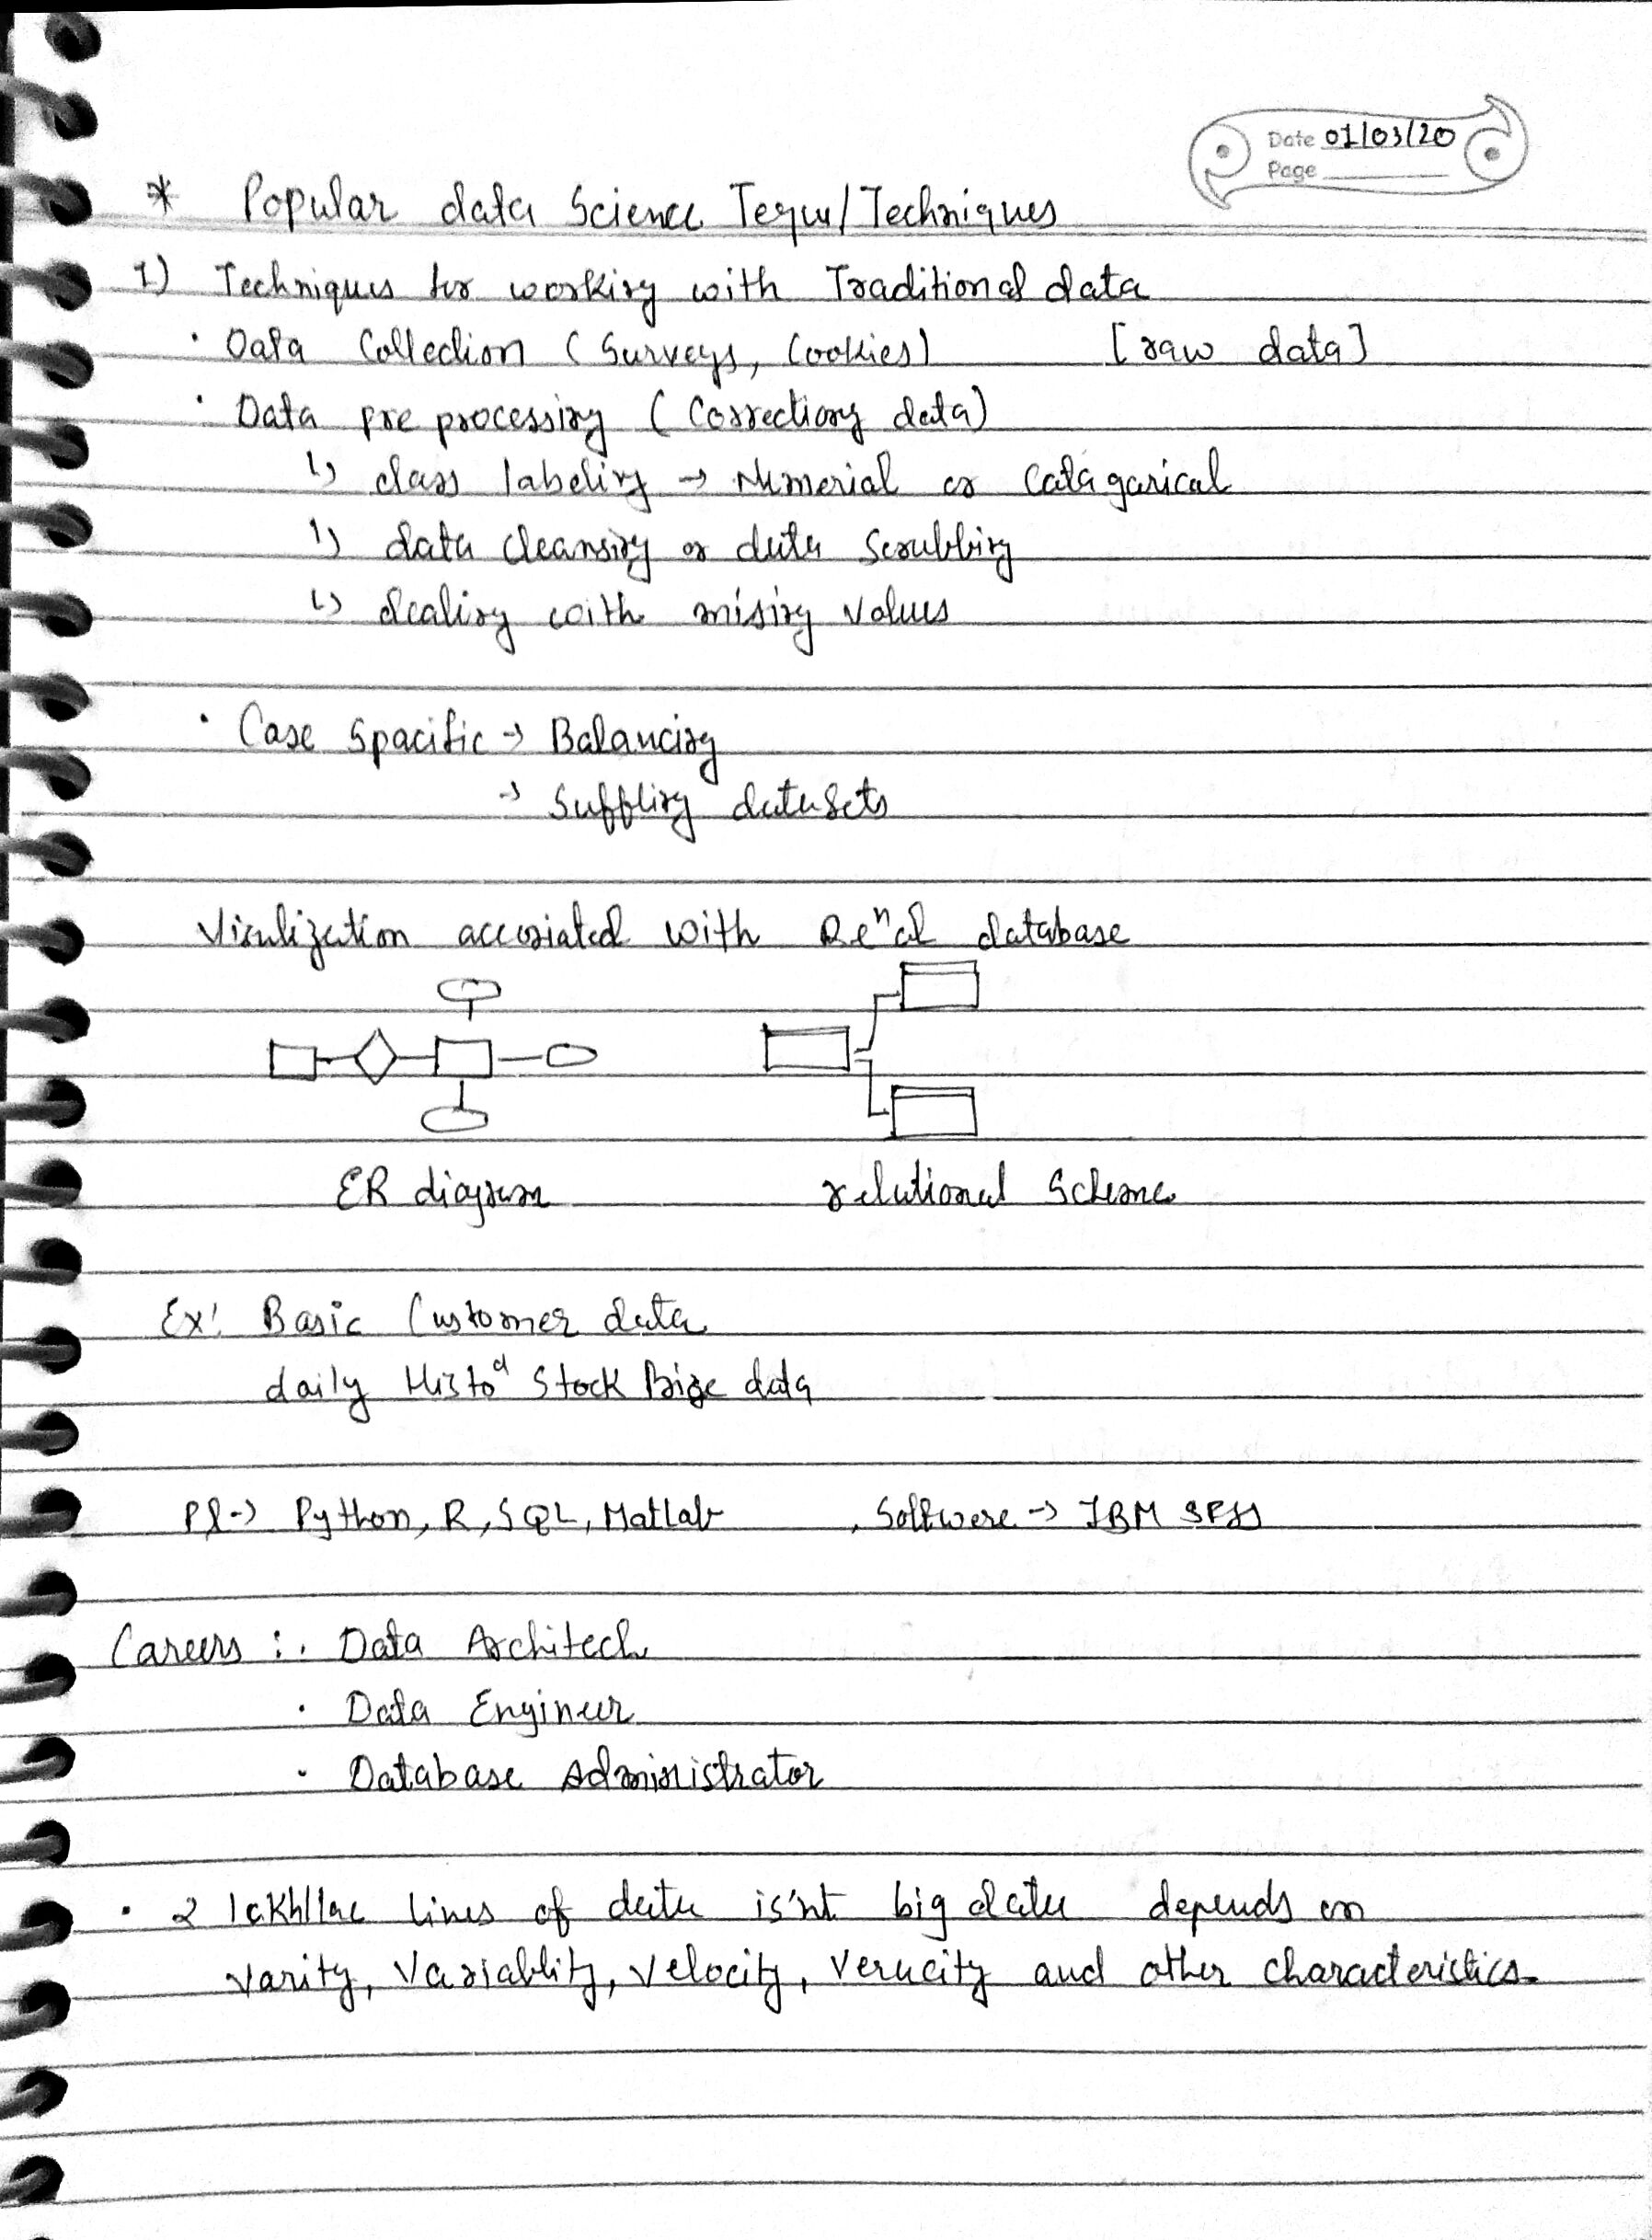 Date 01/03/20
Page
* Popular data Science Tequ/Techniques
1) Techniques for working with Traditional data
· Data Collection (Surveys, Cookies) [raw data]
· Data pre processing (Correctiong data)
↳ class labeling → Numerial or Catagarical
↳ data cleansing or data Scrubbing
↳ dealing with mising values
· Case Spacific → Balancing
→ Suffling datasets
Visulization accosiated with Reⁿal database
ER diagram relational Scheme
Ex: Basic Customer data
daily Histoᵈ Stock Prize data
Pl → Python, R, SQL, Matlab , Software → IBM SPSS
Careers : · Data Architech
· Data Engineer
· Database Administrator
· 2 lakh/lac lines of data is'nt big data depends on
varity, Variablity, velocity, veracity and other characteristics.